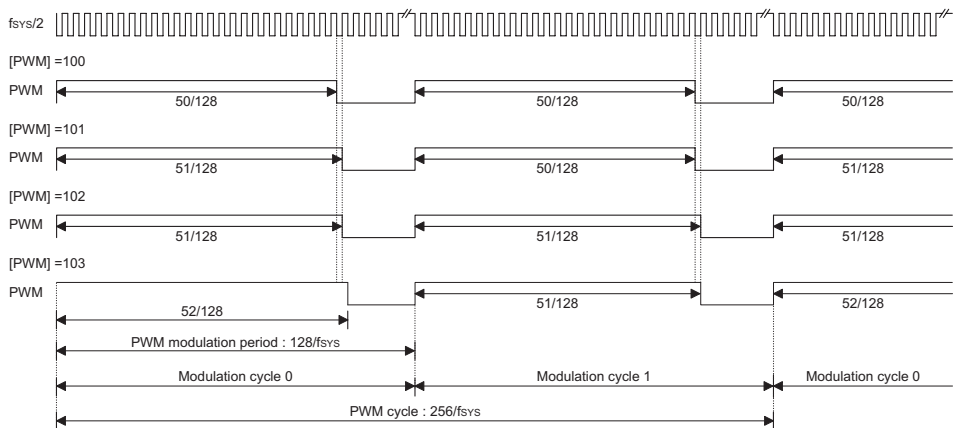 fSYS/2
[PWM] =100
PWM
50/128 50/128 50/128
[PWM] =101
PWM
51/128 50/128 51/128
[PWM] =102
PWM
51/128 51/128 51/128
[PWM] =103
PWM
52/128 51/128 52/128
PWM modulation period : 128/fSYS
Modulation cycle 0 Modulation cycle 1 Modulation cycle 0
PWM cycle : 256/fSYS